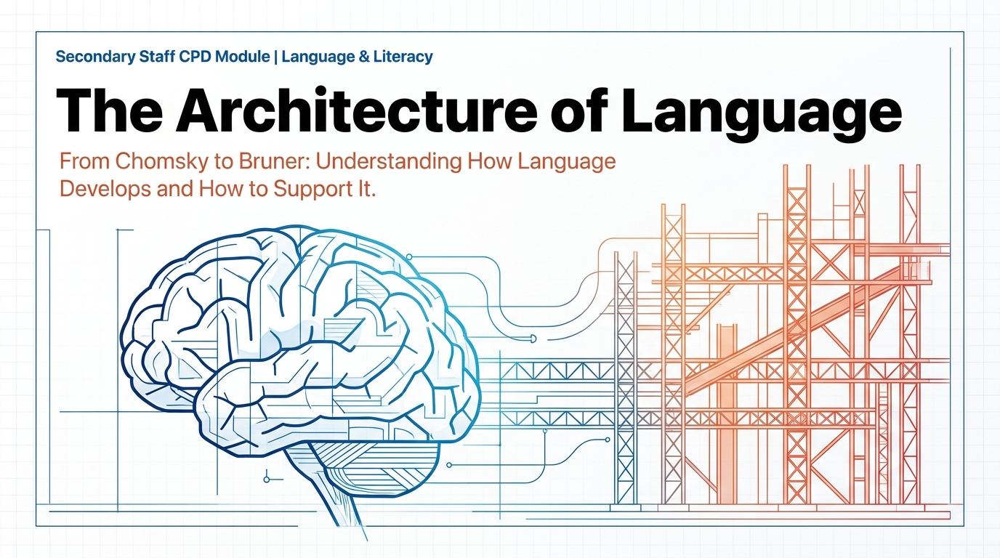 Secondary Staff CPD Module | Language & Literacy
The Architecture of Language
From Chomsky to Bruner: Understanding How Language
Develops and How to Support It.